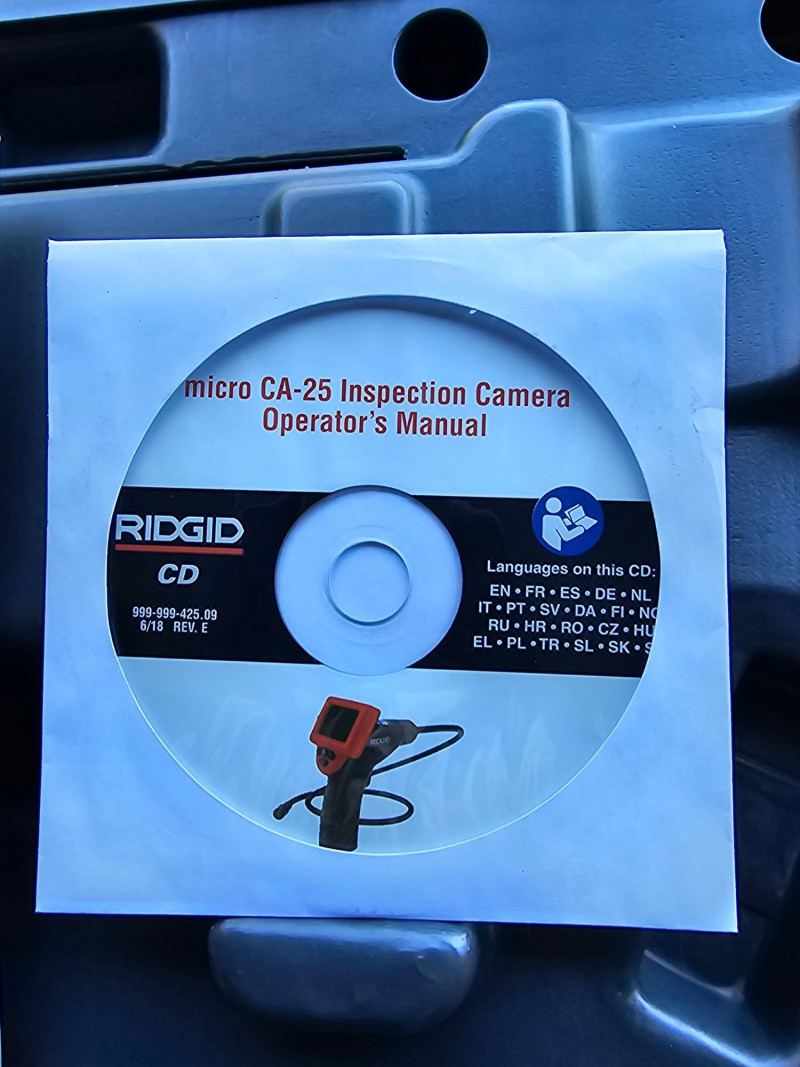 micro CA-25 Inspection Camera
Operator's Manual
RIDGID
CD
999-999-425.09
6/18 REV. E
Languages on this CD:
EN • FR • ES • DE • NL
IT • PT • SV • DA • FI •
RU • HR • RO • CZ • HU
EL • PL • TR • SL • SK •
RIDGID